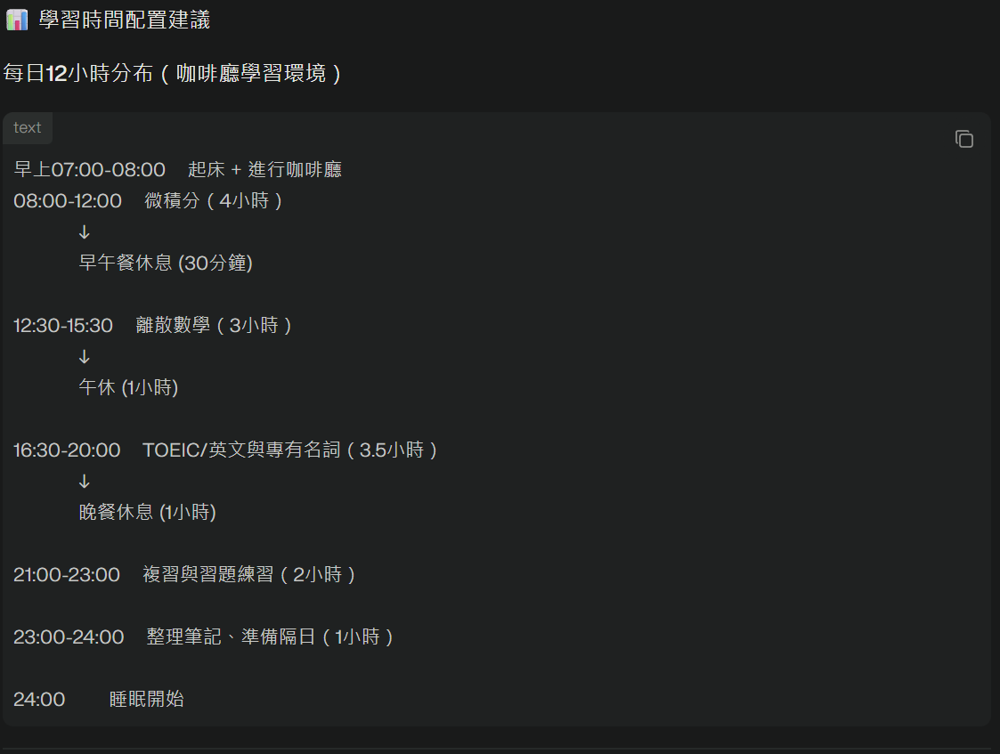 📊 學習時間配置建議
每日12小時分布（咖啡廳學習環境）
text
早上07:00-08:00 起床 + 進行咖啡廳
08:00-12:00 微積分（4小時）
↓
早午餐休息 (30分鐘)
12:30-15:30 離散數學（3小時）
↓
午休 (1小時)
16:30-20:00 TOEIC/英文與專有名詞（3.5小時）
↓
晚餐休息 (1小時)
21:00-23:00 複習與習題練習（2小時）
23:00-24:00 整理筆記、準備隔日（1小時）
24:00 睡眠開始